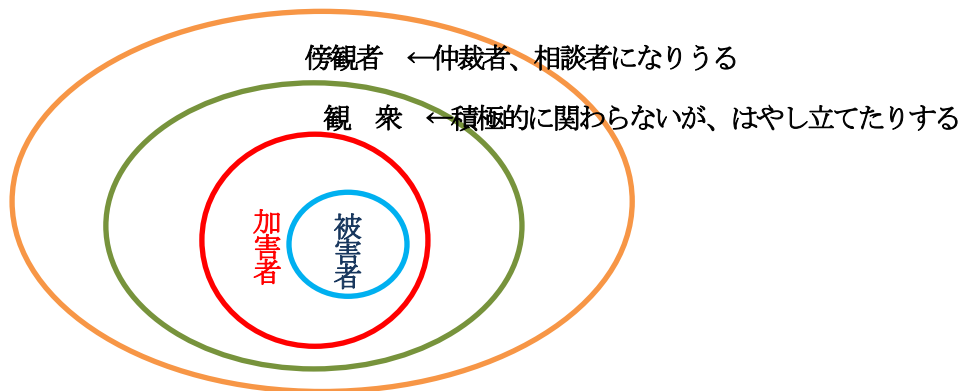 傍観者　←仲裁者、相談者になりうる
観　衆　←積極的に関わらないが、はやし立てたりする
加害者
被害者